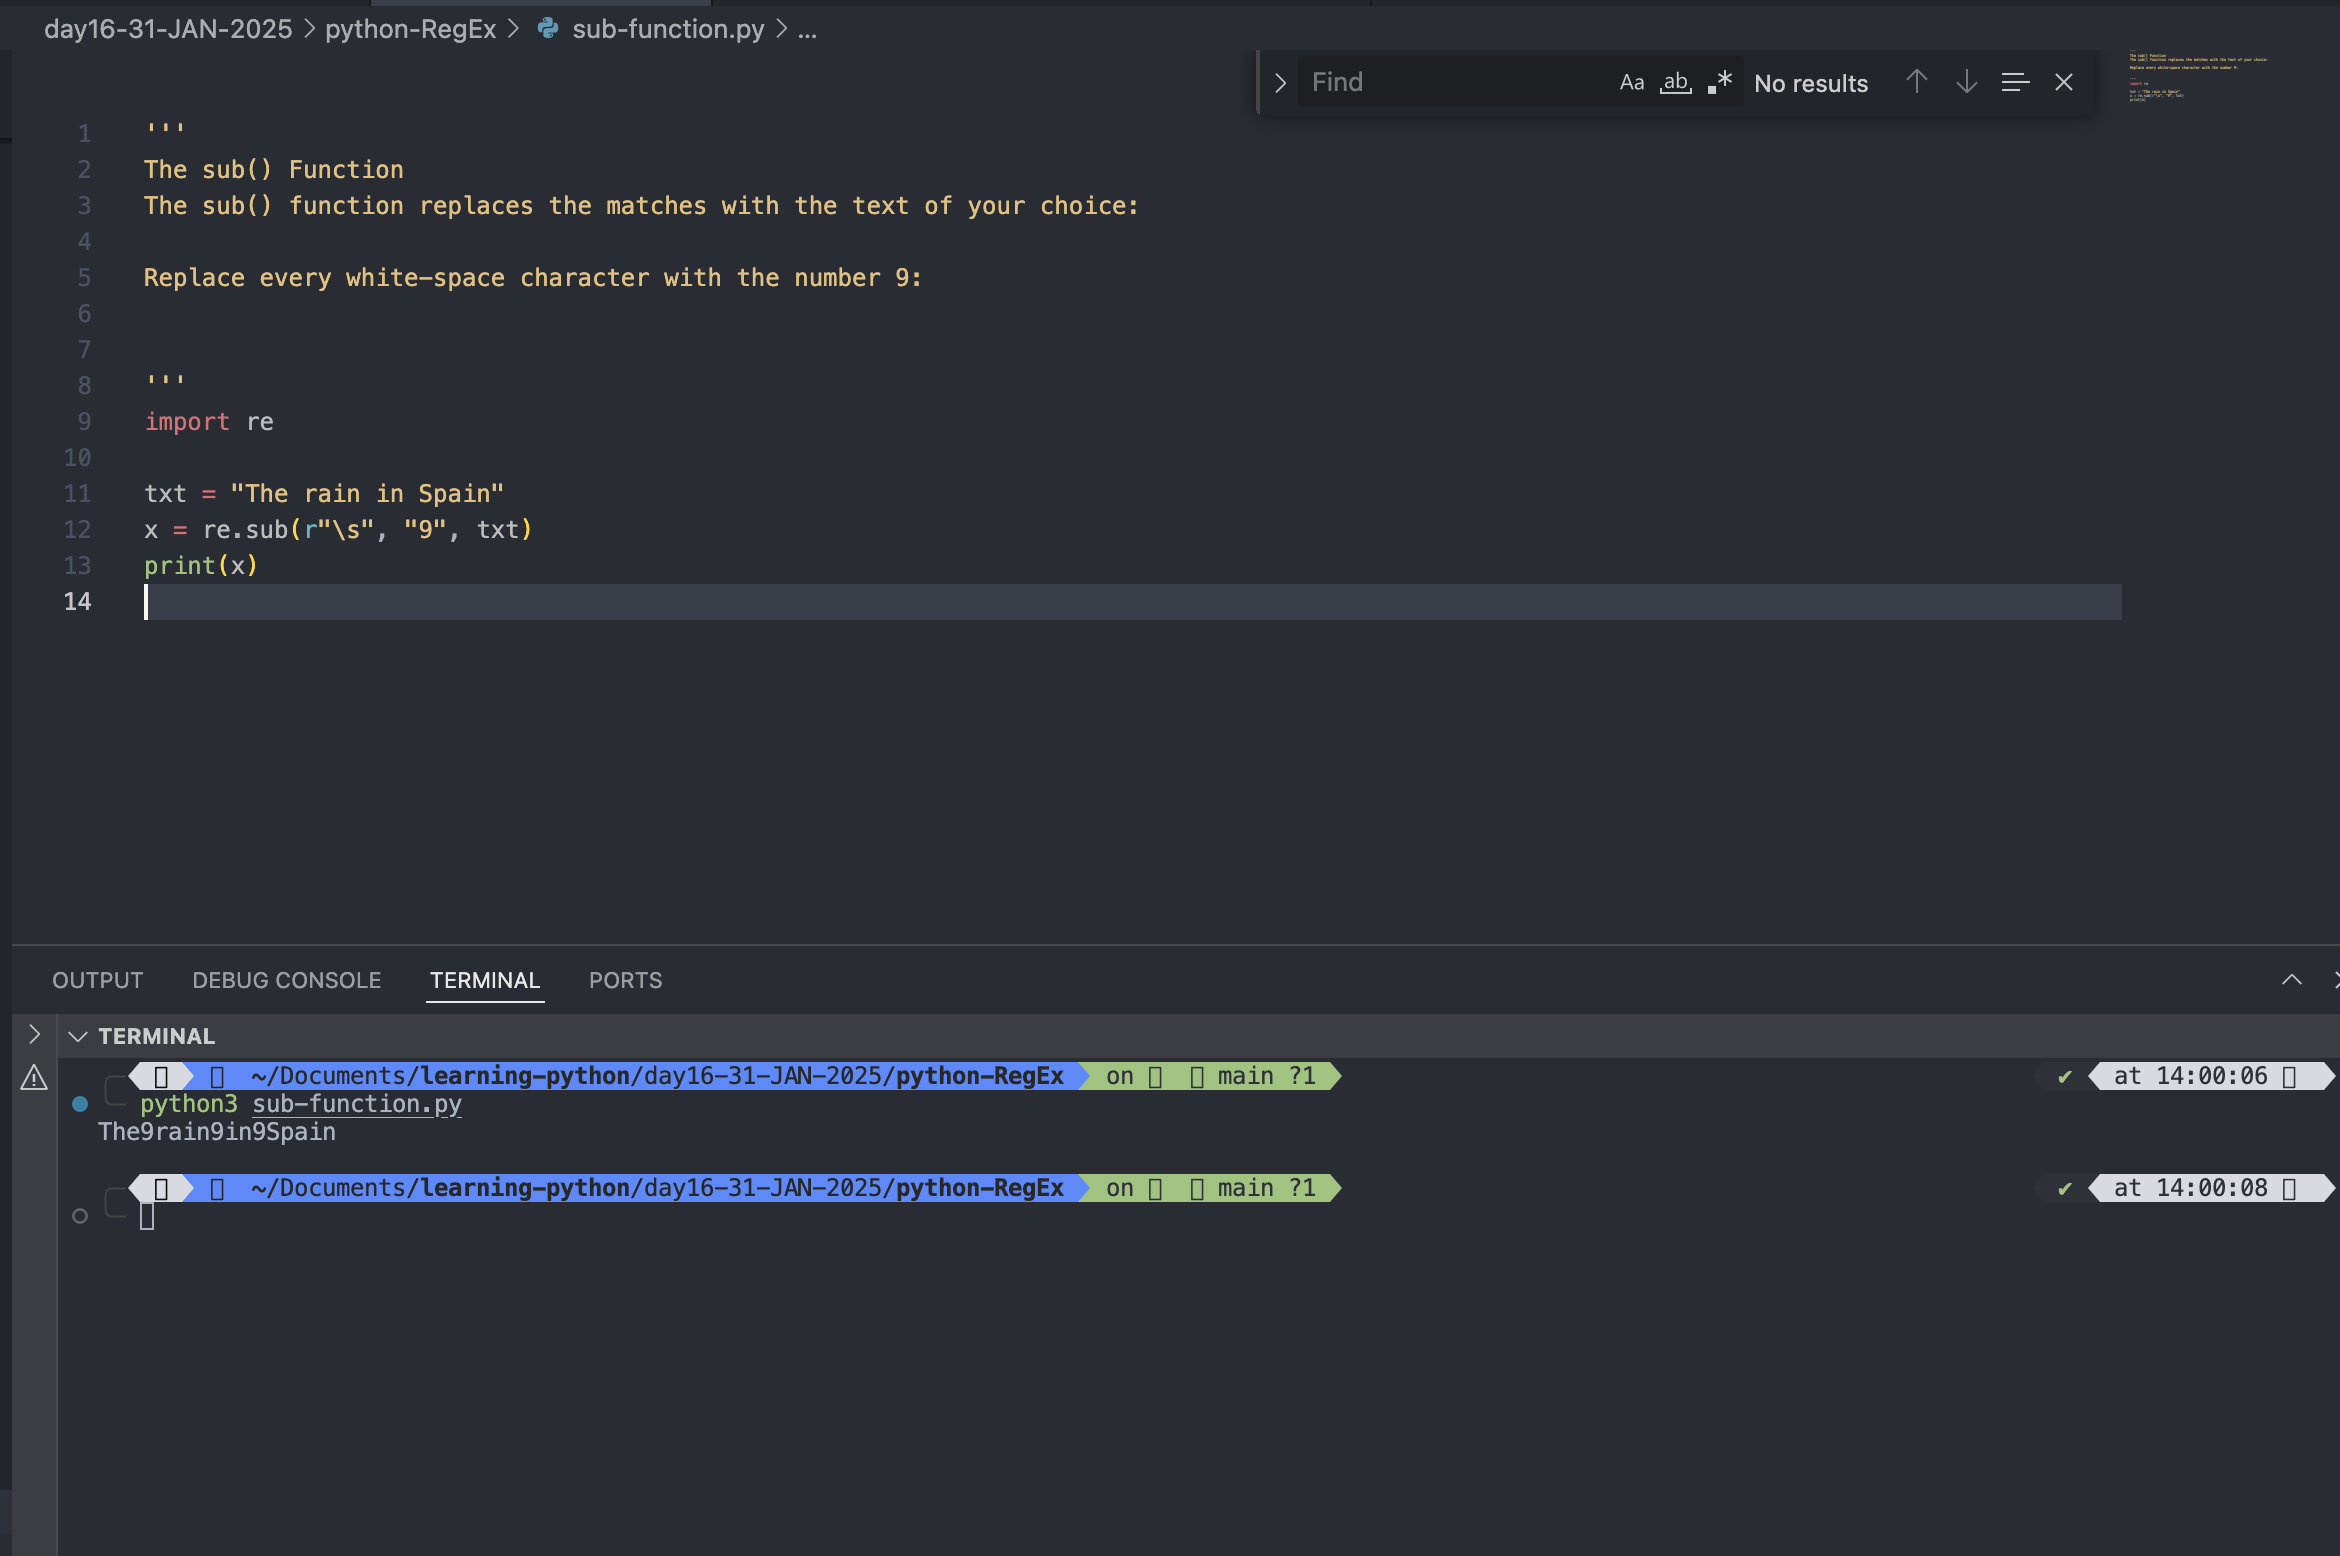 day16-31-JAN-2025 > python-RegEx > sub-function.py > ...
Find Aa ab .* No results
1 '''
2 The sub() Function
3 The sub() function replaces the matches with the text of your choice:
4
5 Replace every white-space character with the number 9:
6
7
8 '''
9 import re
10
11 txt = "The rain in Spain"
12 x = re.sub(r"\s", "9", txt)
13 print(x)
14
OUTPUT DEBUG CONSOLE TERMINAL PORTS
TERMINAL
~/Documents/learning-python/day16-31-JAN-2025/python-RegEx on main ?1 ✔ at 14:00:06
python3 sub-function.py
The9rain9in9Spain
~/Documents/learning-python/day16-31-JAN-2025/python-RegEx on main ?1 ✔ at 14:00:08